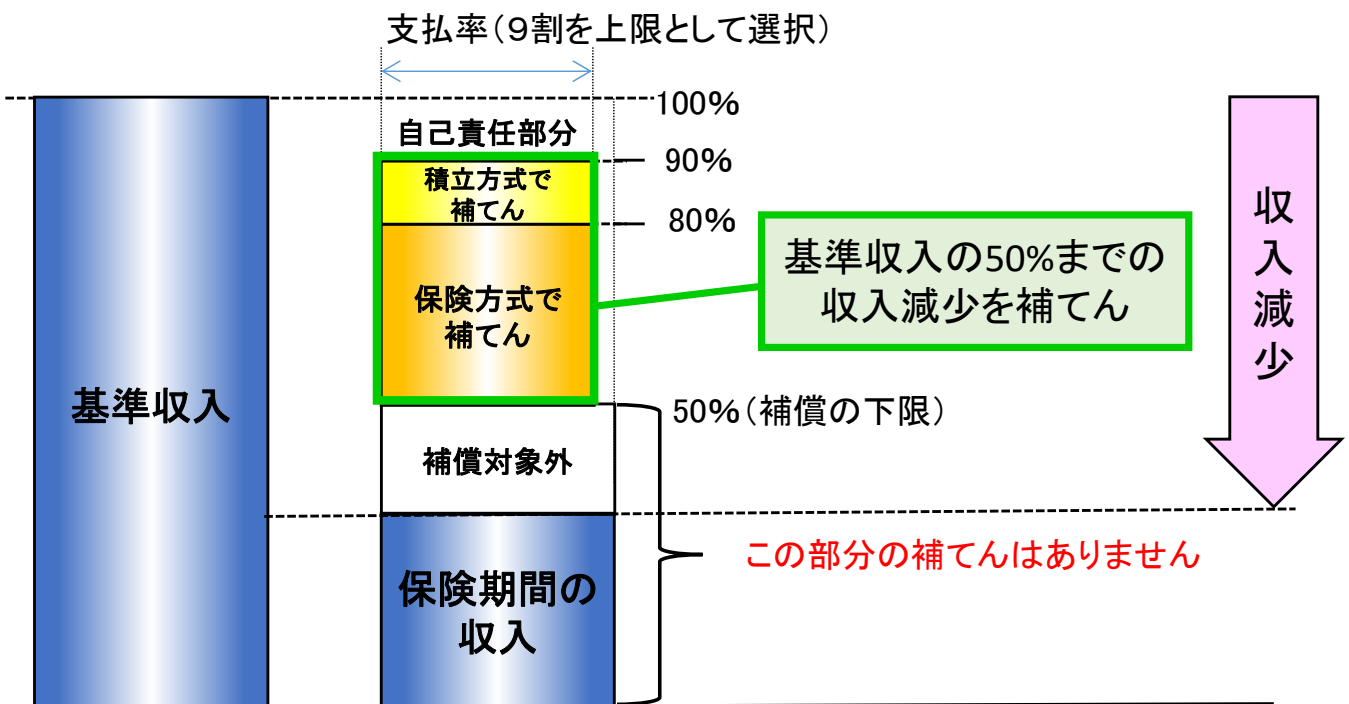 支払率（９割を上限として選択）
100%
自己責任部分
90%
積立方式で
補てん
80%
保険方式で
補てん
基準収入の50%までの
収入減少を補てん
収入減少
基準収入
50%（補償の下限）
補償対象外
この部分の補てんはありません
保険期間の
収入